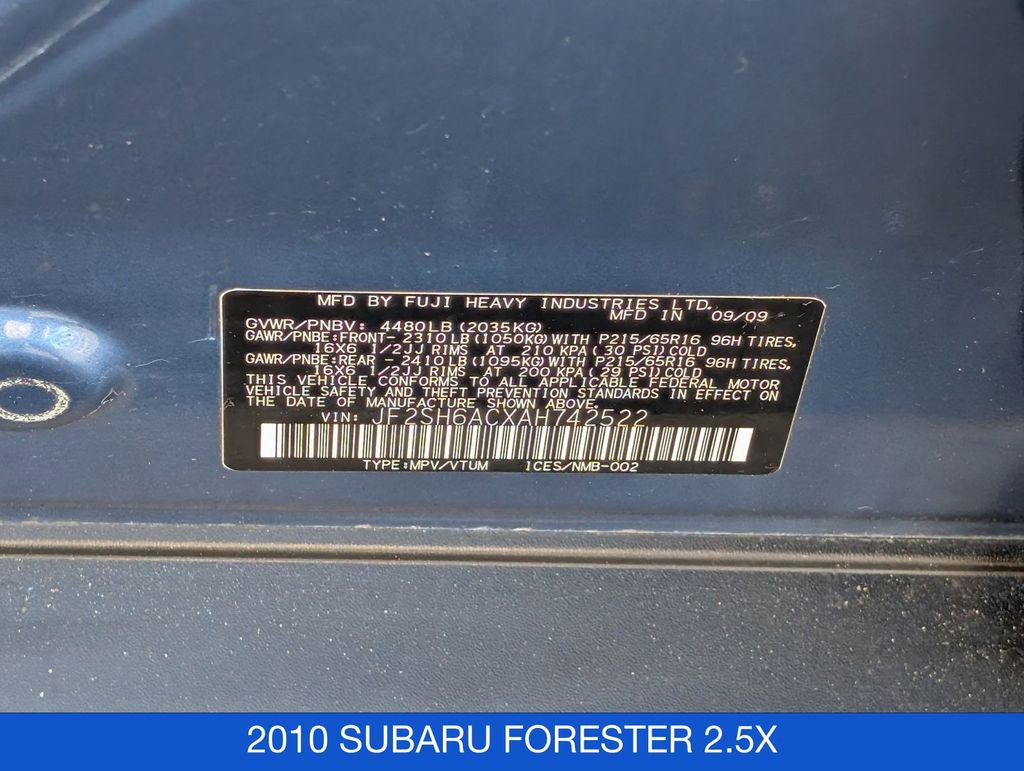 MFD BY FUJI HEAVY INDUSTRIES LTD.
MFD IN 09/09
GVWR/PNBV: 4480LB(2035KG)
GAWR/PNBE:FRONT- 2310LB(1050KG)WITH P215/65R16 96H TIRES,
16X6 1/2JJ RIMS AT 210 KPA(30 PSI)COLD
GAWR/PNBE:REAR -2410LB(1095KG)WITH P215/65R16 96H TIRES,
16X6 1/2JJ RIMS AT 200 KPA(29 PSI)COLD
THIS VEHICLE CONFORMS TO ALL APPLICABLE FEDERAL MOTOR
VEHICLE SAFETY AND THEFT PREVENTION STANDARDS IN EFFECT ON
THE DATE OF MANUFACTURE SHOWN ABOVE.
VIN: JF2SH6ACXAH742522
TYPE:MPV/VTUM ICES/NMB-002
2010 SUBARU FORESTER 2.5X